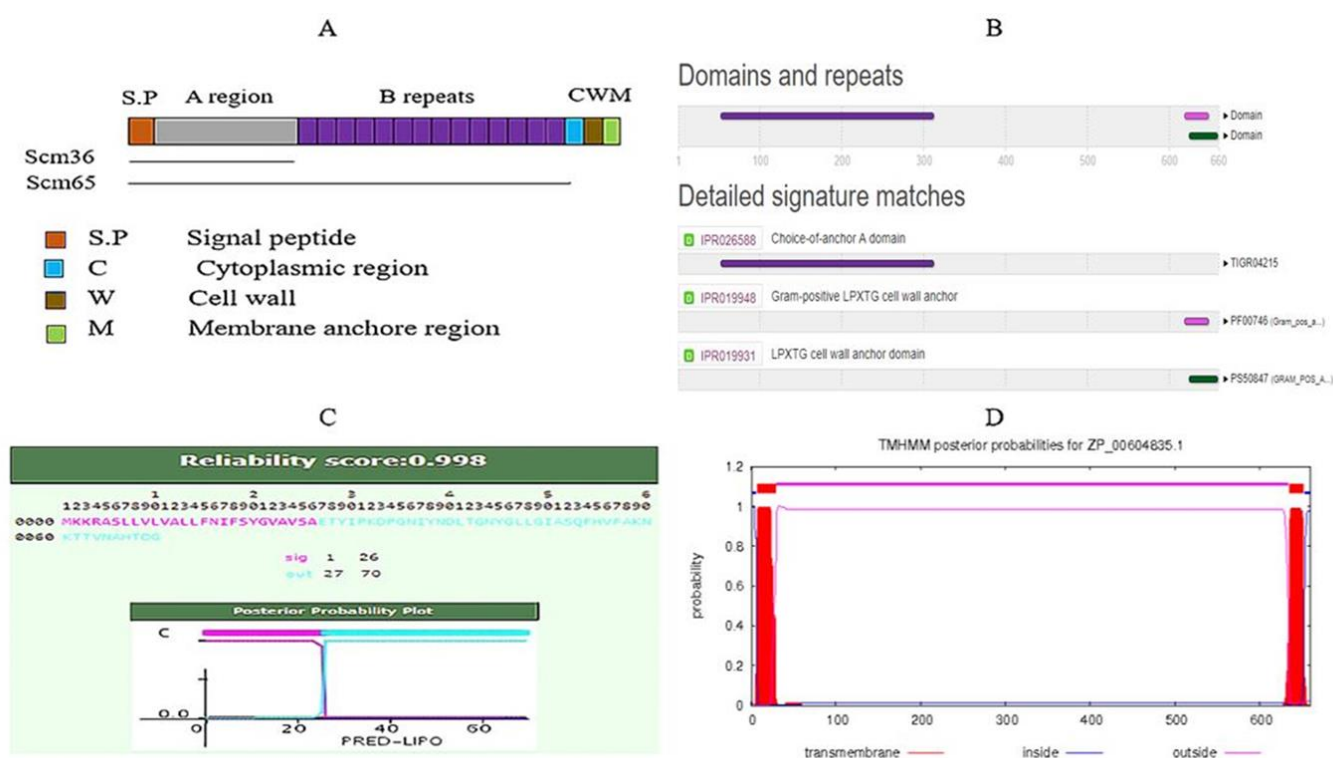 A
S.P A region B repeats CWM
Scm36
Scm65
S.P Signal peptide
C Cytoplasmic region
W Cell wall
M Membrane anchore region
B
Domains and repeats
Domain
Domain
1 100 200 300 400 500 600 660
Detailed signature matches
D IPR026588 Choice-of-anchor A domain
TIGR04215
D IPR019948 Gram-positive LPXTG cell wall anchor
PF00746 (Gram_pos_a...)
D IPR019931 LPXTG cell wall anchor domain
PS50847 (GRAM_POS_A...)
C
Reliability score:0.998
1 2 3 4 5 6
123456789012345678901234567890123456789012345678901234567890
0000 MKKRASLLVLVALLFNIFSYGVAVSAETYIPKDPGNIYNDLTGNYGLLGIASQFHVFAKN
0060 KTTVNAHTDG
sig 1 26
out 27 70
Posterior Probability Plot
C
0.0
0 20 40 60
PRED-LIPO
D
TMHMM posterior probabilities for ZP_00604835.1
1.2
1
0.8
0.6
0.4
0.2
0
probability
0 100 200 300 400 500 600
transmembrane inside outside